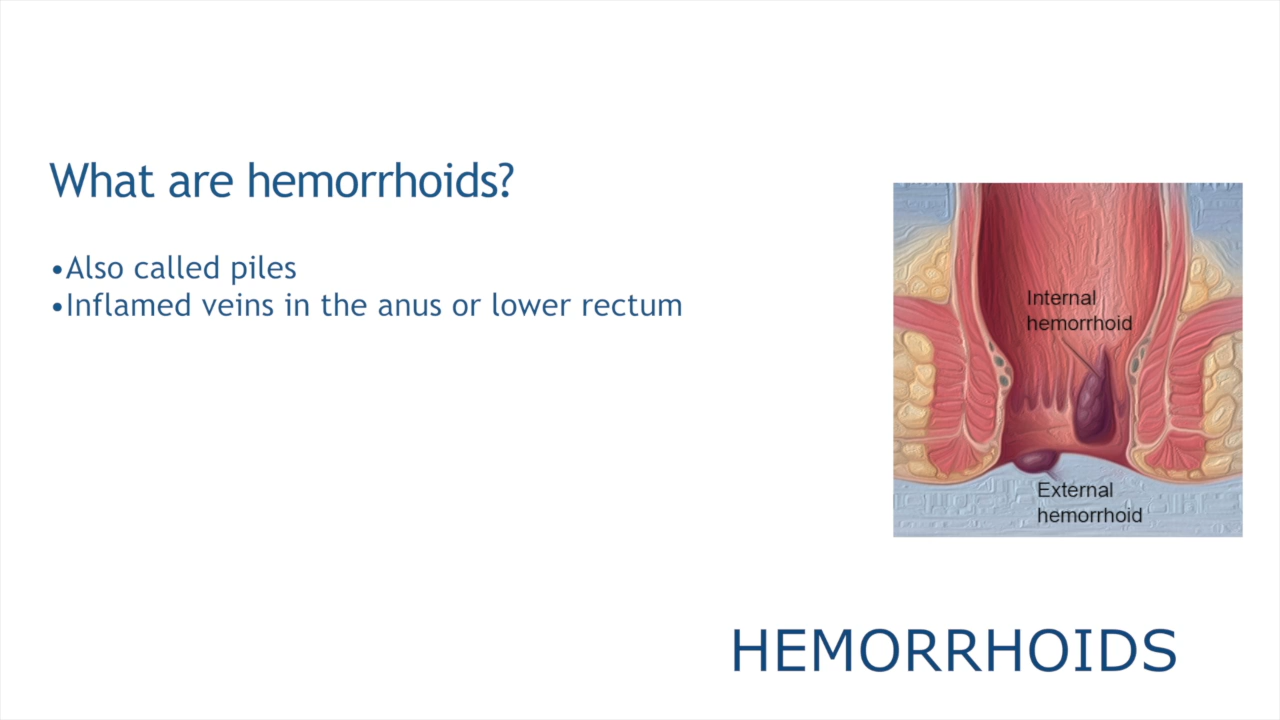 What are hemorrhoids?
•Also called piles
•Inflamed veins in the anus or lower rectum
Internal
hemorrhoid
External
hemorrhoid
HEMORRHOIDS